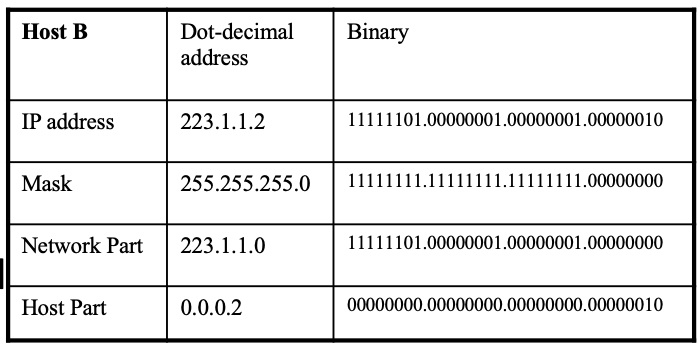 Host B
Dot-decimal
address
Binary
IP address
223.1.1.2
11111101.00000001.00000001.00000010
Mask
255.255.255.0
11111111.11111111.11111111.00000000
Network Part
223.1.1.0
11111101.00000001.00000001.00000000
Host Part
0.0.0.2
00000000.00000000.00000000.00000010